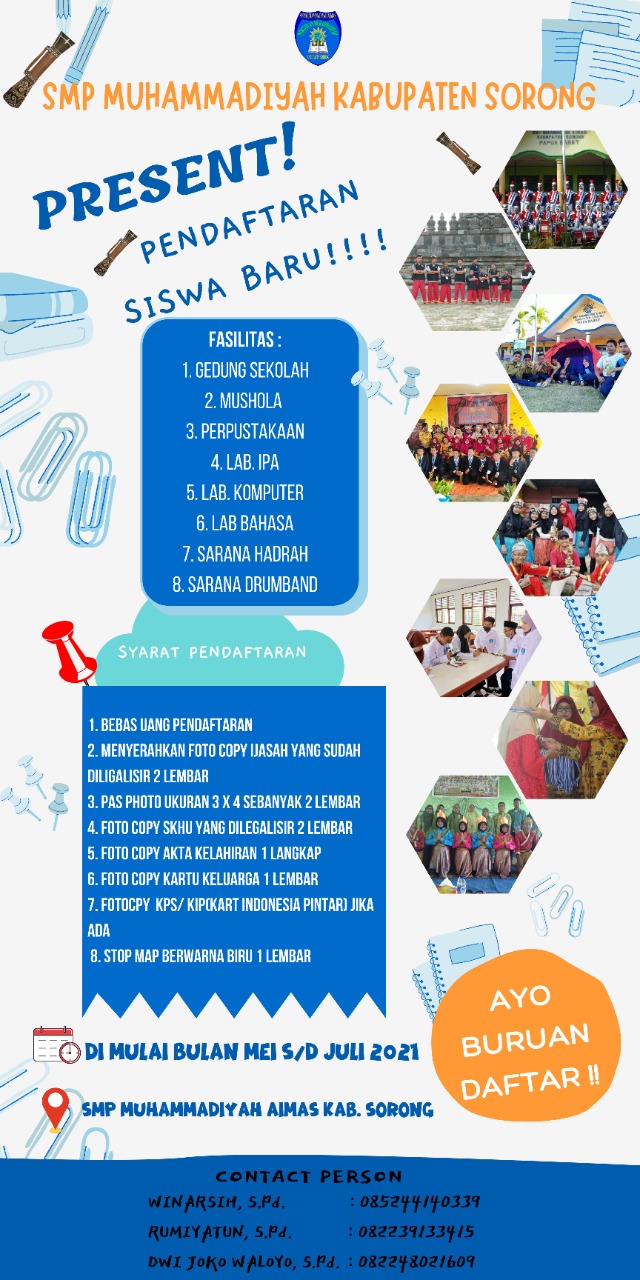 SMP MUHAMMADIYAH KABUPATEN SORONG
PRESENT!
PENDAFTARAN
SISWA BARU!!!!
FASILITAS :
1. GEDUNG SEKOLAH
2. MUSHOLA
3. PERPUSTAKAAN
4. LAB. IPA
5. LAB. KOMPUTER
6. LAB BAHASA
7. SARANA HADRAH
8. SARANA DRUMBAND
SYARAT PENDAFTARAN
1. BEBAS UANG PENDAFTARAN
2. MENYERAHKAN FOTO COPY IJASAH YANG SUDAH
DILIGALISIR 2 LEMBAR
3. PAS PHOTO UKURAN 3 X 4 SEBANYAK 2 LEMBAR
4. FOTO COPY SKHU YANG DILEGALISIR 2 LEMBAR
5. FOTO COPY AKTA KELAHIRAN 1 LANGKAP
6. FOTO COPY KARTU KELUARGA 1 LEMBAR
7. FOTOCPY KPS/ KIP(KART INDONESIA PINTAR) JIKA
ADA
8. STOP MAP BERWARNA BIRU 1 LEMBAR
AYO
BURUAN
DAFTAR !!
DI MULAI BULAN MEI S/D JULI 2021
SMP MUHAMMADIYAH AIMAS KAB. SORONG
CONTACT PERSON
WINARSIH, S.Pd. : 085244140339
RUMIYATUN, S.Pd. : 082239133415
DWI JOKO WALOYO, S.Pd. : 082248021609